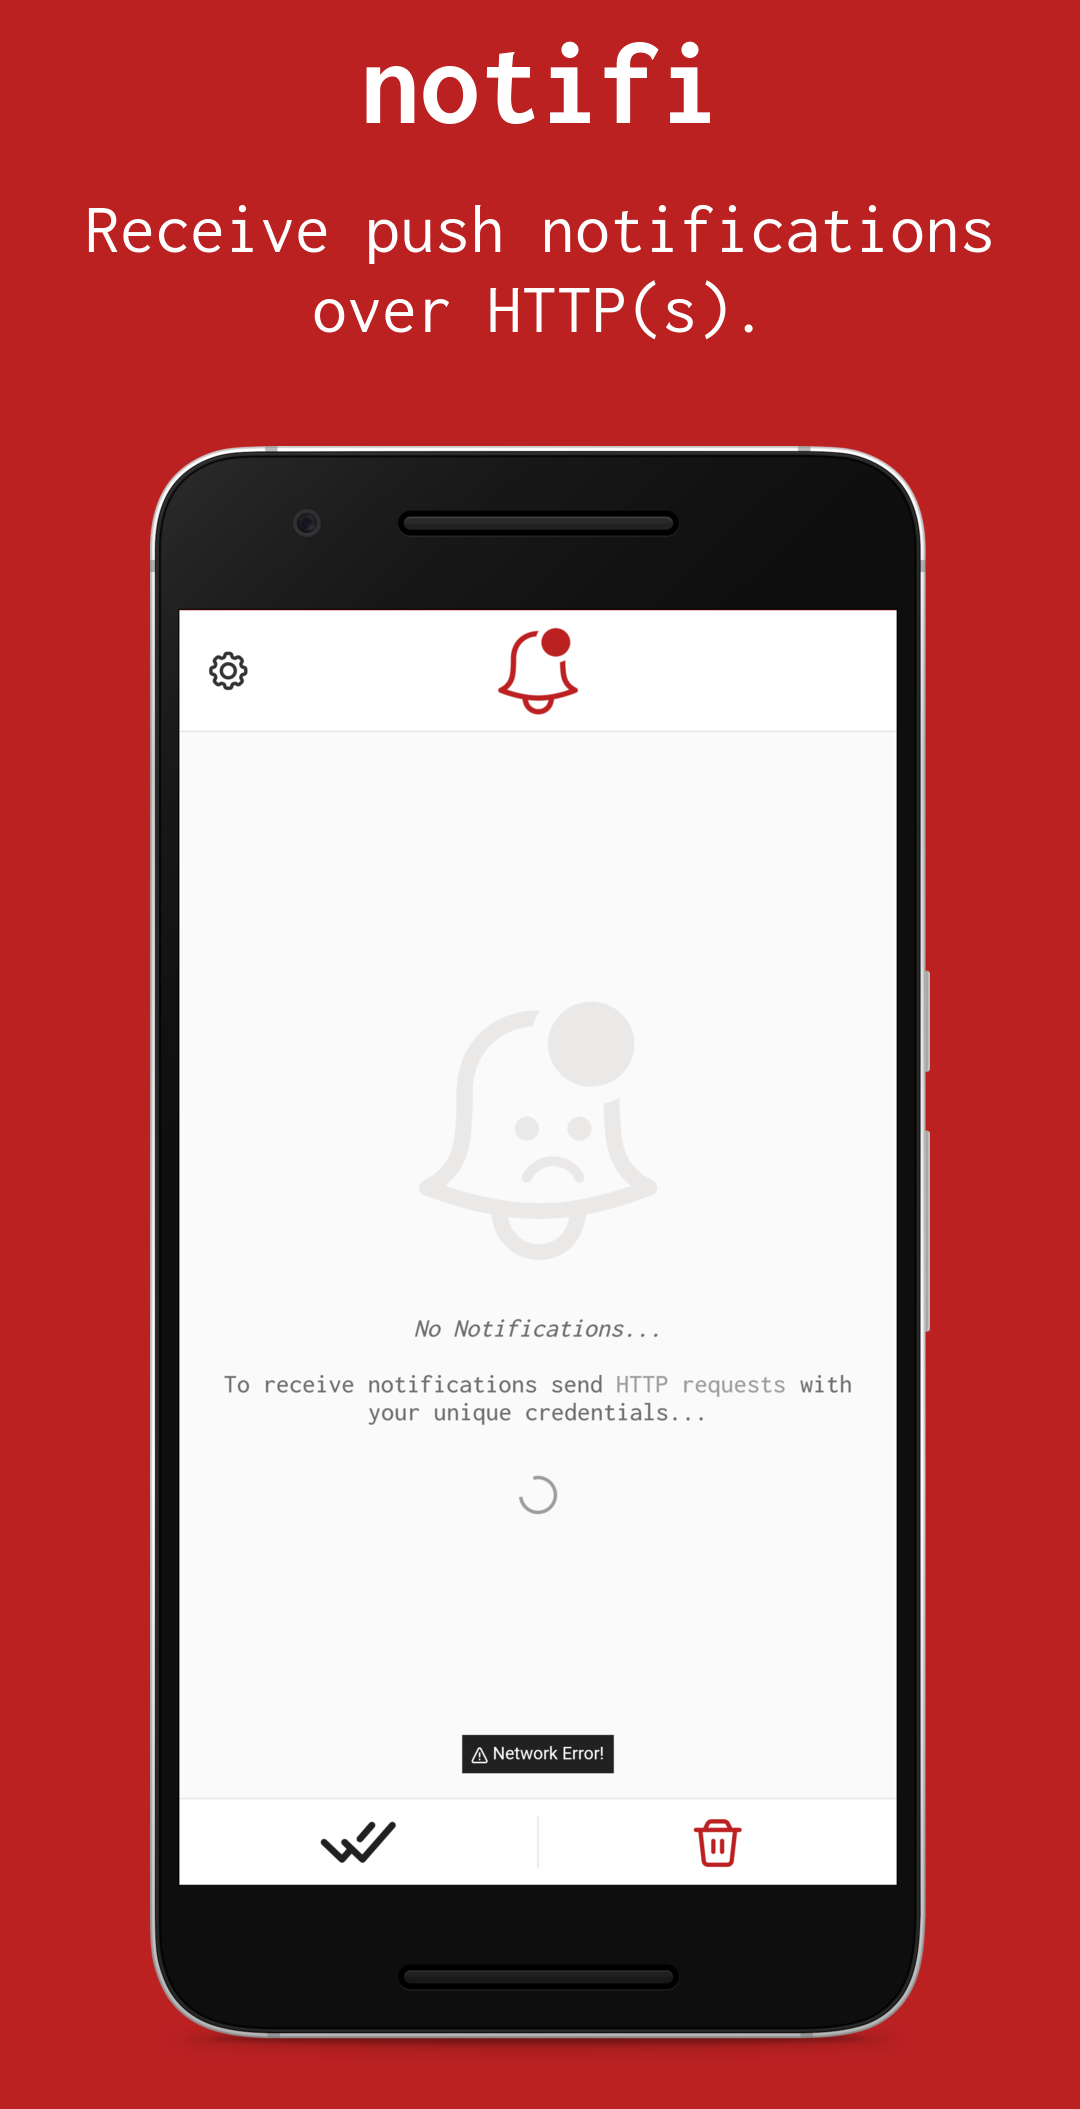 notifi
Receive push notifications
over HTTP(s).
No Notifications...
To receive notifications send HTTP requests with
your unique credentials...
Network Error!